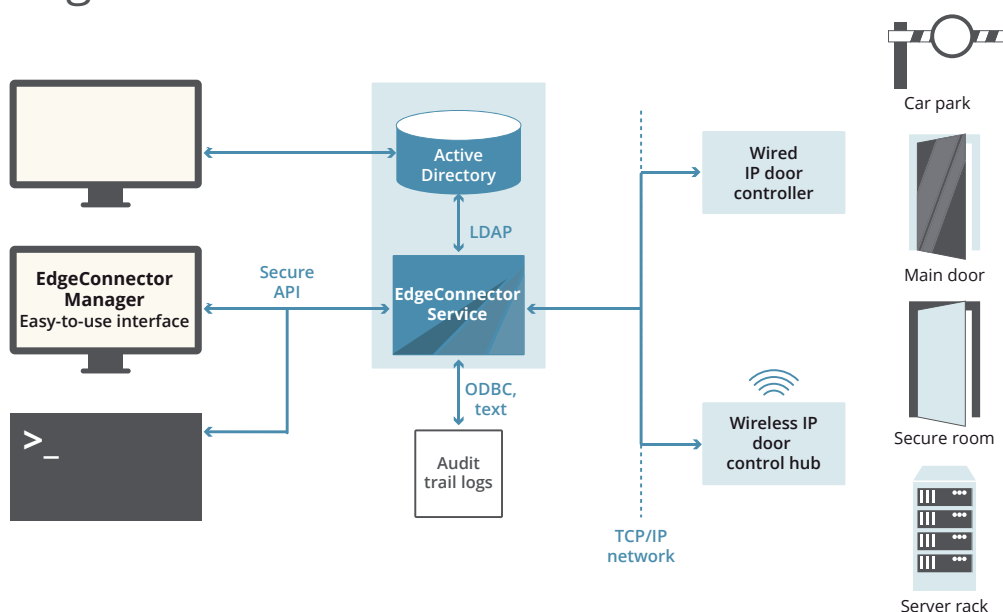 Car park
Active
Directory
Wired
IP door
controller
LDAP
Main door
EdgeConnector
Manager
Easy-to-use interface
Secure
API
EdgeConnector
Service
ODBC,
text
>_
Audit
trail logs
Wireless IP
door
control hub
Secure room
TCP/IP
network
Server rack